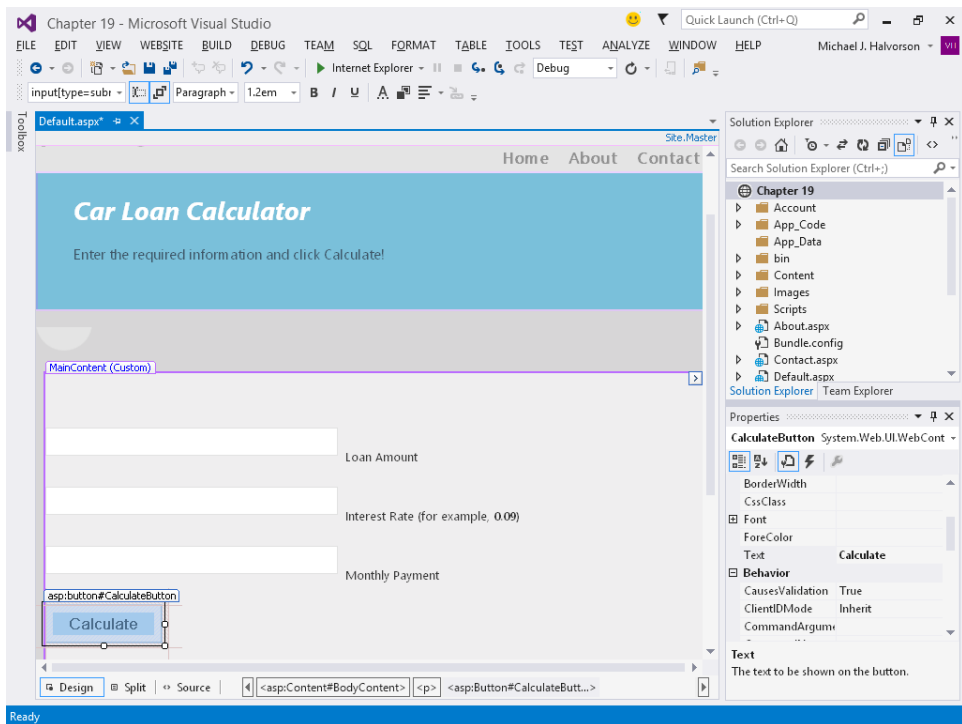 Chapter 19 - Microsoft Visual Studio
Quick Launch (Ctrl+Q)
FILE EDIT VIEW WEBSITE BUILD DEBUG TEAM SQL FORMAT TABLE TOOLS TEST ANALYZE WINDOW HELP
Michael J. Halvorson
Internet Explorer
Debug
input[type=subr
Paragraph
1.2em
B I U A
Toolbox
Default.aspx*
Site.Master
Home About Contact
Car Loan Calculator
Enter the required information and click Calculate!
MainContent (Custom)
Loan Amount
Interest Rate (for example, 0.09)
Monthly Payment
asp:button#CalculateButton
Calculate
Design Split Source
<asp:Content#BodyContent> <p> <asp:Button#CalculateButt...>
Ready
Solution Explorer
Search Solution Explorer (Ctrl+;)
Chapter 19
Account
App_Code
App_Data
bin
Content
Images
Scripts
About.aspx
Bundle.config
Contact.aspx
Default.aspx
Solution Explorer Team Explorer
Properties
CalculateButton System.Web.UI.WebCont
BorderWidth
CssClass
Font
ForeColor
Text Calculate
Behavior
CausesValidation True
ClientIDMode Inherit
CommandArgume
Text
The text to be shown on the button.